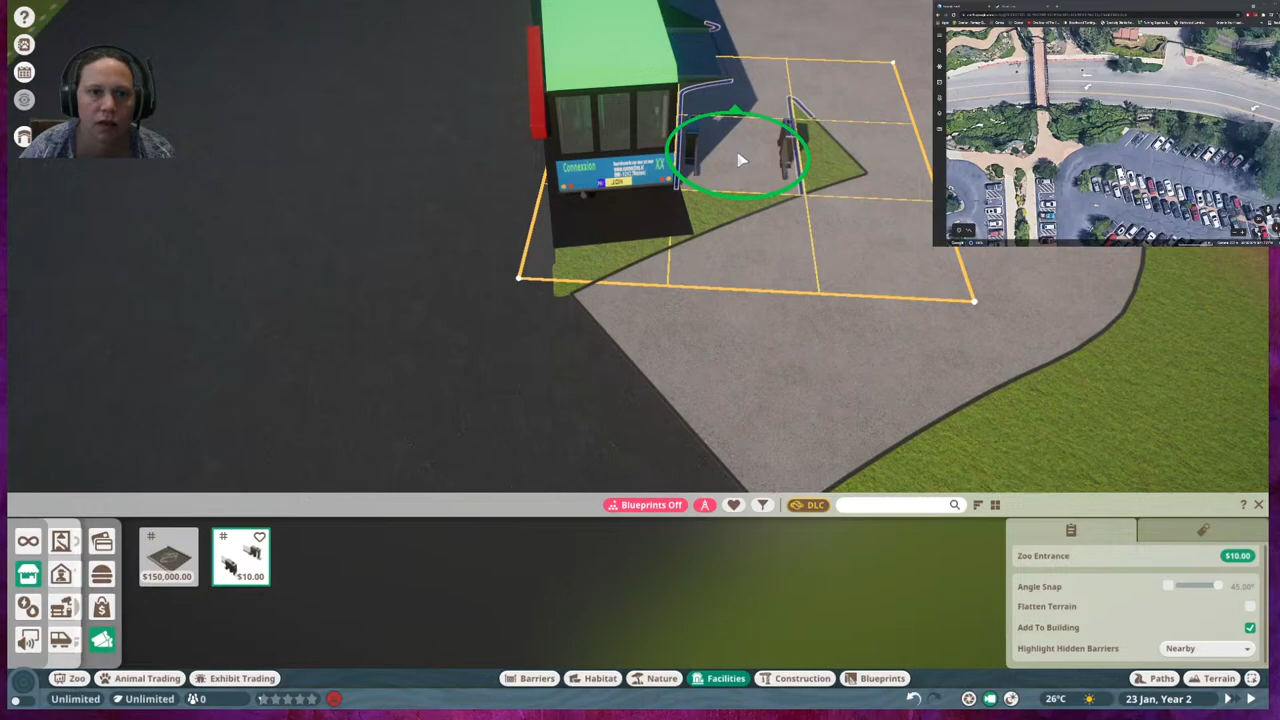 Connexxion
XX
Blueprints Off
DLC
$150,000.00
$10.00
Zoo Entrance
$10.00
Angle Snap
45.00°
Flatten Terrain
Add To Building
Highlight Hidden Barriers
Nearby
Zoo
Animal Trading
Exhibit Trading
Barriers
Habitat
Nature
Facilities
Construction
Blueprints
Paths
Terrain
Unlimited
Unlimited
0
26°C
23 Jan, Year 2